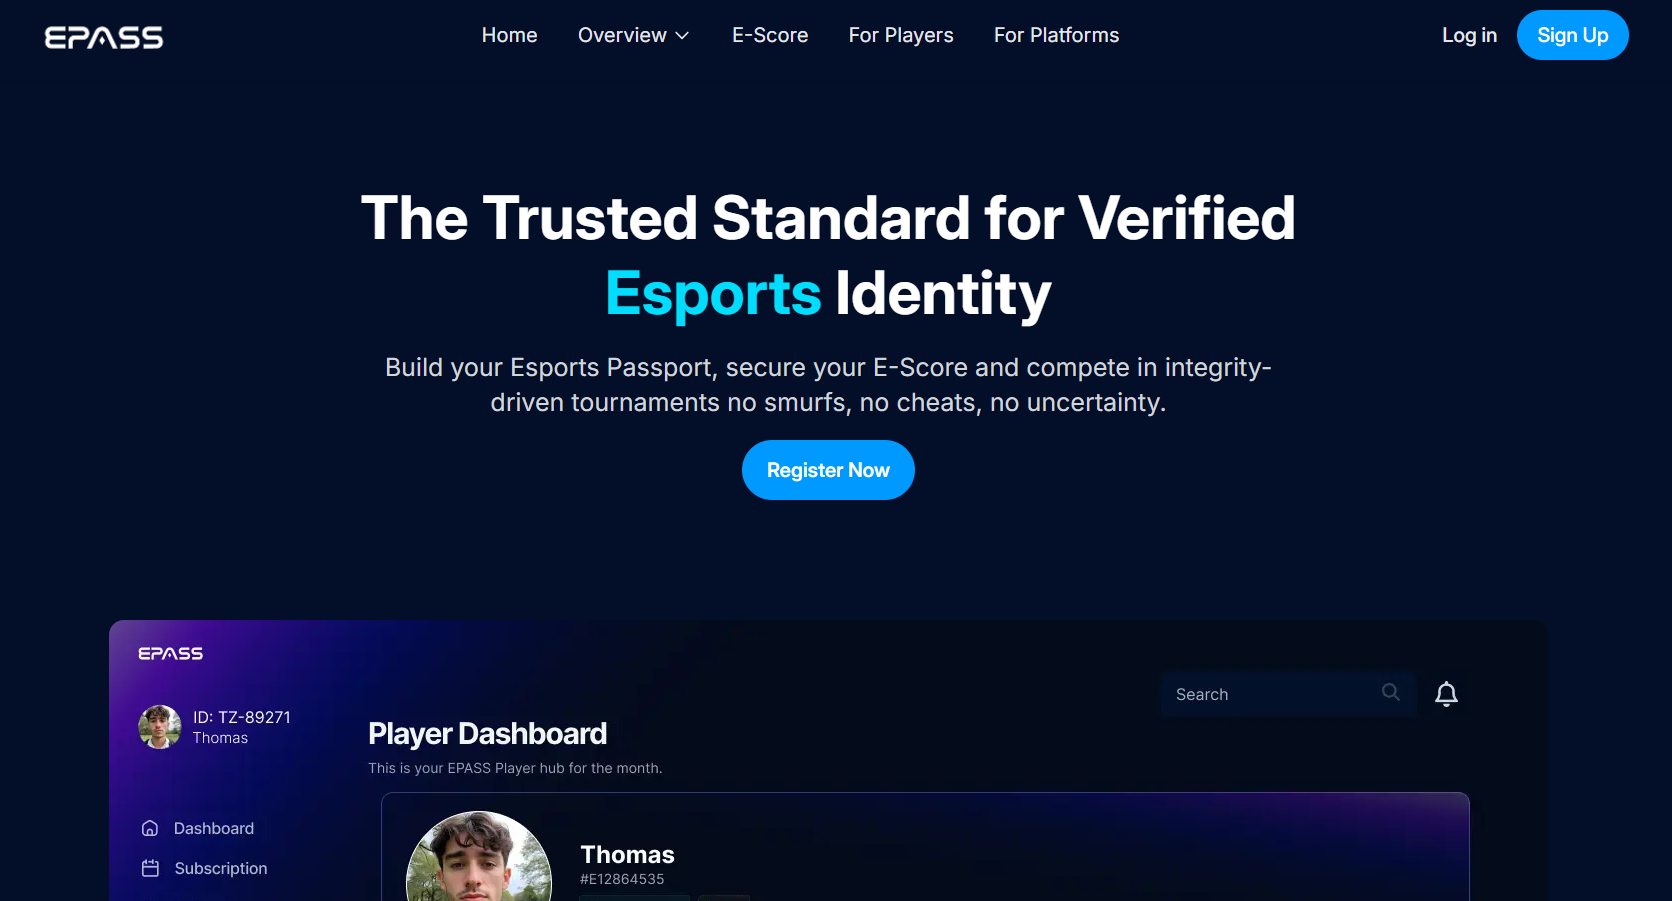 EPASS
Home
Overview
E-Score
For Players
For Platforms
Log in
Sign Up
The Trusted Standard for Verified
Esports Identity
Build your Esports Passport, secure your E-Score and compete in integrity-
driven tournaments no smurfs, no cheats, no uncertainty.
Register Now
EPASS
Search
ID: TZ-89271
Thomas
Player Dashboard
This is your EPASS Player hub for the month.
Dashboard
Subscription
Thomas
#E12864535